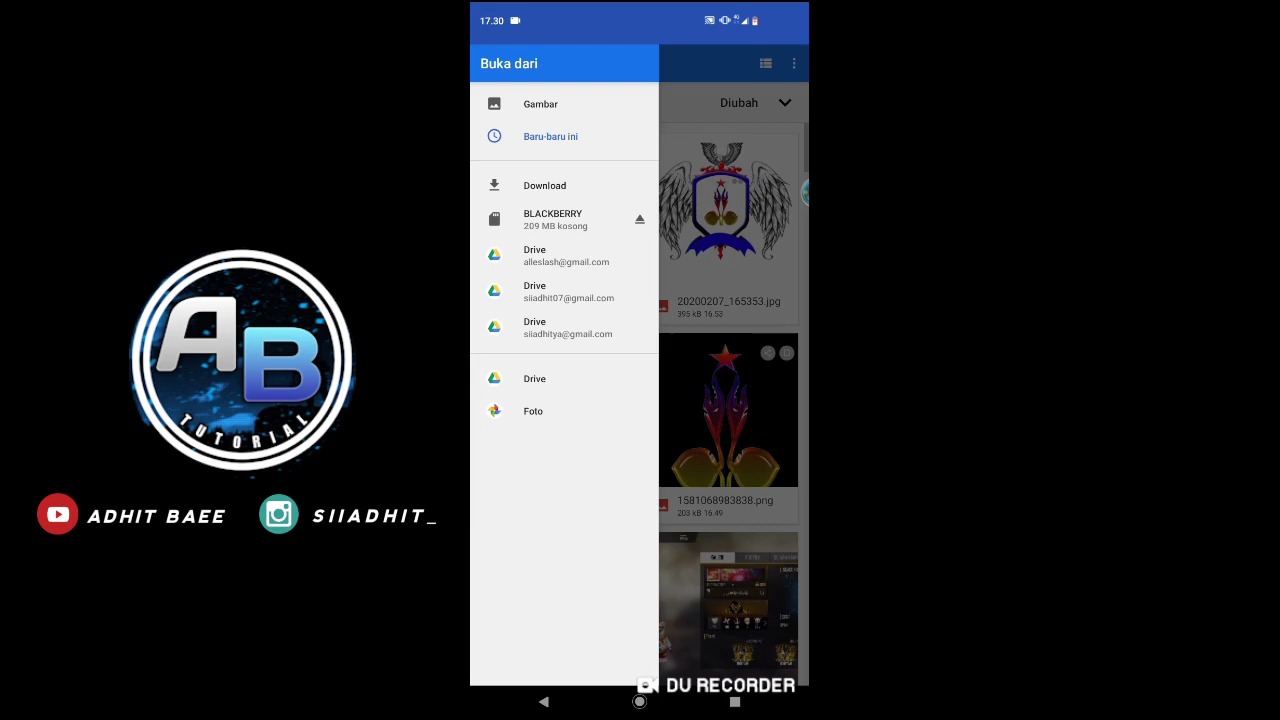 17.30
Buka dari
Gambar
Baru-baru ini
Download
BLACKBERRY
209 MB kosong
Drive
alleslash@gmail.com
Drive
siiadhit07@gmail.com
Drive
siiadhitya@gmail.com
Drive
Foto
Diubah
20200207_165353.jpg
395 kB 16.53
1581068983838.png
203 kB 16.49
AB
TUTORIAL
ADHIT BAEE
SIIADHIT_
DU RECORDER